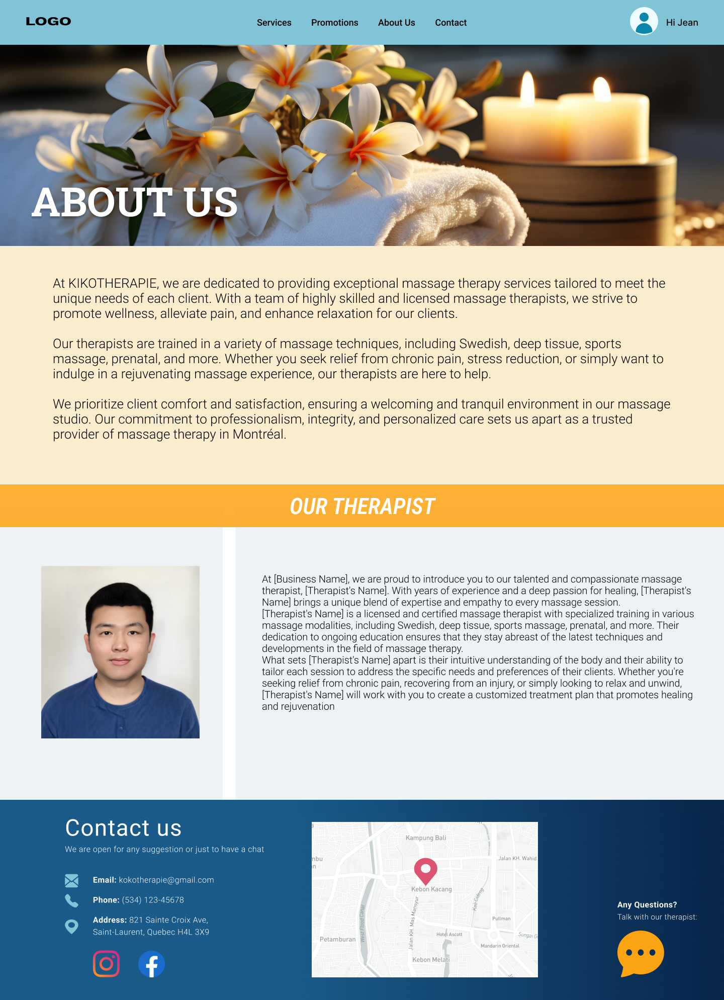 LOGO
Services
Promotions
About Us
Contact
Hi Jean
ABOUT US
At KIKOTHERAPIE, we are dedicated to providing exceptional massage therapy services tailored to meet the
unique needs of each client. With a team of highly skilled and licensed massage therapists, we strive to
promote wellness, alleviate pain, and enhance relaxation for our clients.
Our therapists are trained in a variety of massage techniques, including Swedish, deep tissue, sports
massage, prenatal, and more. Whether you seek relief from chronic pain, stress reduction, or simply want to
indulge in a rejuvenating massage experience, our therapists are here to help.
We prioritize client comfort and satisfaction, ensuring a welcoming and tranquil environment in our massage
studio. Our commitment to professionalism, integrity, and personalized care sets us apart as a trusted
provider of massage therapy in Montréal.
OUR THERAPIST
At [Business Name], we are proud to introduce you to our talented and compassionate massage
therapist, [Therapist's Name]. With years of experience and a deep passion for healing, [Therapist's
Name] brings a unique blend of expertise and empathy to every massage session.
[Therapist's Name] is a licensed and certified massage therapist with specialized training in various
massage modalities, including Swedish, deep tissue, sports massage, prenatal, and more. Their
dedication to ongoing education ensures that they stay abreast of the latest techniques and
developments in the field of massage therapy.
What sets [Therapist's Name] apart is their intuitive understanding of the body and their ability to
tailor each session to address the specific needs and preferences of their clients. Whether you're
seeking relief from chronic pain, recovering from an injury, or simply looking to relax and unwind,
[Therapist's Name] will work with you to create a customized treatment plan that promotes healing
and rejuvenation
Contact us
We are open for any suggestion or just to have a chat
Email: kokotherapie@gmail.com
Phone: (534) 123-45678
Address: 821 Sainte Croix Ave,
Saint-Laurent, Quebec H4L 3X9
Kampung Bali
Jalan KH. Wahid
Kebon Kacang
Kali Cideng
Jalan KH. Mas Mansyur
West Flood Canal
Pullman
Hotel Ascott
Sungai
Petamburan
Mandarin Oriental
Kebon Melati
Any Questions?
Talk with our therapist: